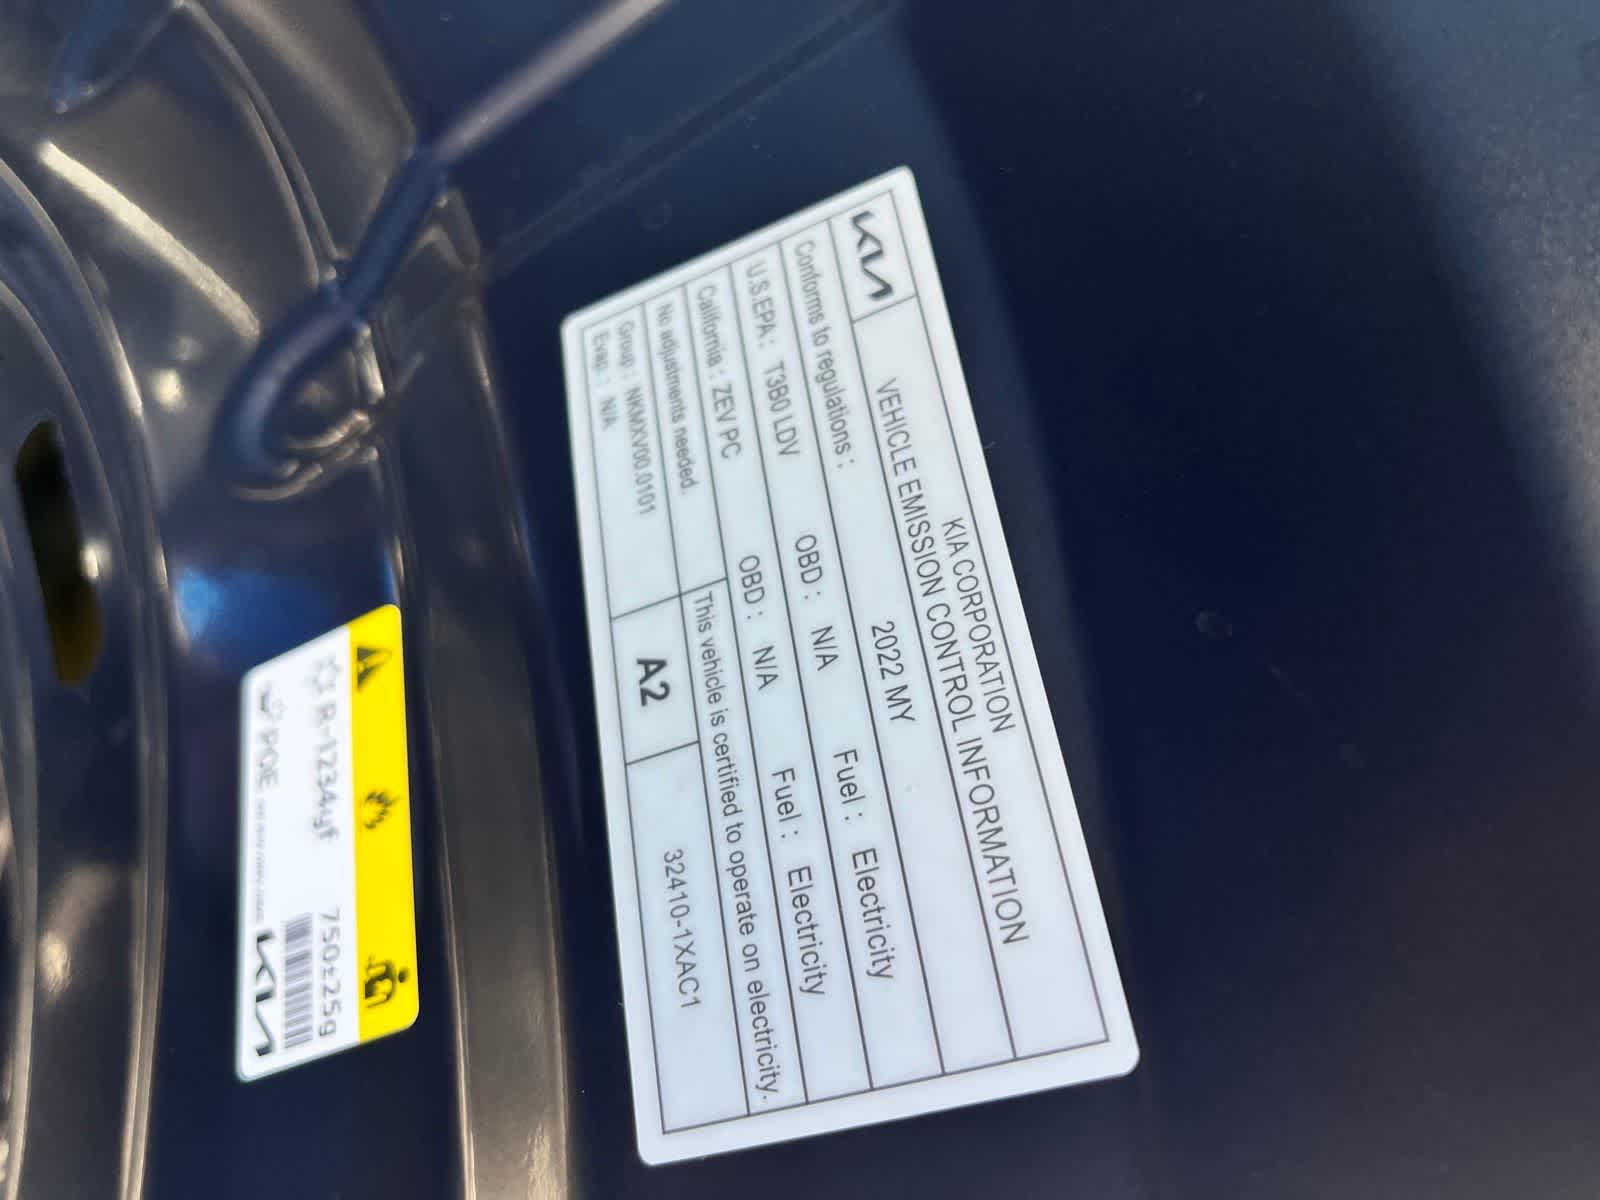 KIA
KIA CORPORATION
VEHICLE EMISSION CONTROL INFORMATION
Conforms to regulations : 2022 MY
U.S.EPA : T3B0 LDV OBD : N/A Fuel : Electricity
California : ZEV PC OBD : N/A Fuel : Electricity
No adjustments needed. This vehicle is certified to operate on electricity.
Group : NKMXV00.0101
Evap. : N/A
A2
32410-1XAC1
R-1234yf 750±25g
POE
KIA